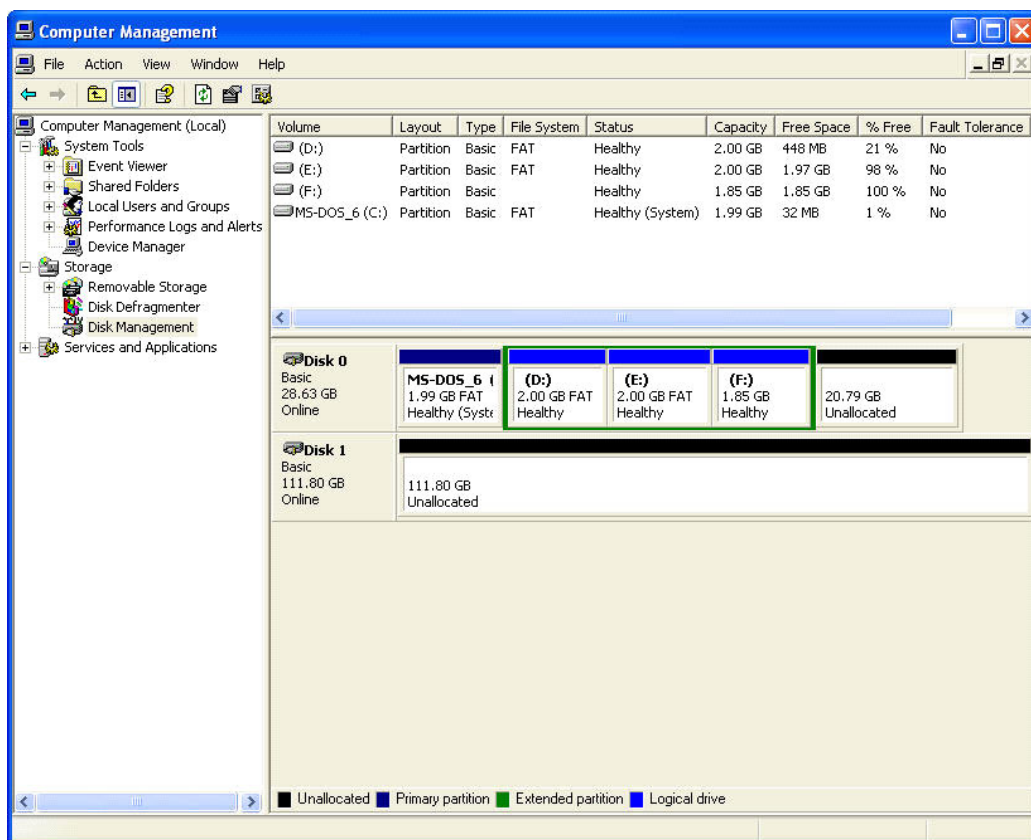 Computer Management
File Action View Window Help
Computer Management (Local)
System Tools
Event Viewer
Shared Folders
Local Users and Groups
Performance Logs and Alerts
Device Manager
Storage
Removable Storage
Disk Defragmenter
Disk Management
Services and Applications
Volume Layout Type File System Status Capacity Free Space % Free Fault Tolerance
(D:) Partition Basic FAT Healthy 2.00 GB 448 MB 21 % No
(E:) Partition Basic FAT Healthy 2.00 GB 1.97 GB 98 % No
(F:) Partition Basic Healthy 1.85 GB 1.85 GB 100 % No
MS-DOS_6 (C:) Partition Basic FAT Healthy (System) 1.99 GB 32 MB 1 % No
Disk 0
Basic
28.63 GB
Online
MS-DOS_6 (
1.99 GB FAT
Healthy (Syste
(D:)
2.00 GB FAT
Healthy
(E:)
2.00 GB FAT
Healthy
(F:)
1.85 GB
Healthy
20.79 GB
Unallocated
Disk 1
Basic
111.80 GB
Online
111.80 GB
Unallocated
Unallocated Primary partition Extended partition Logical drive